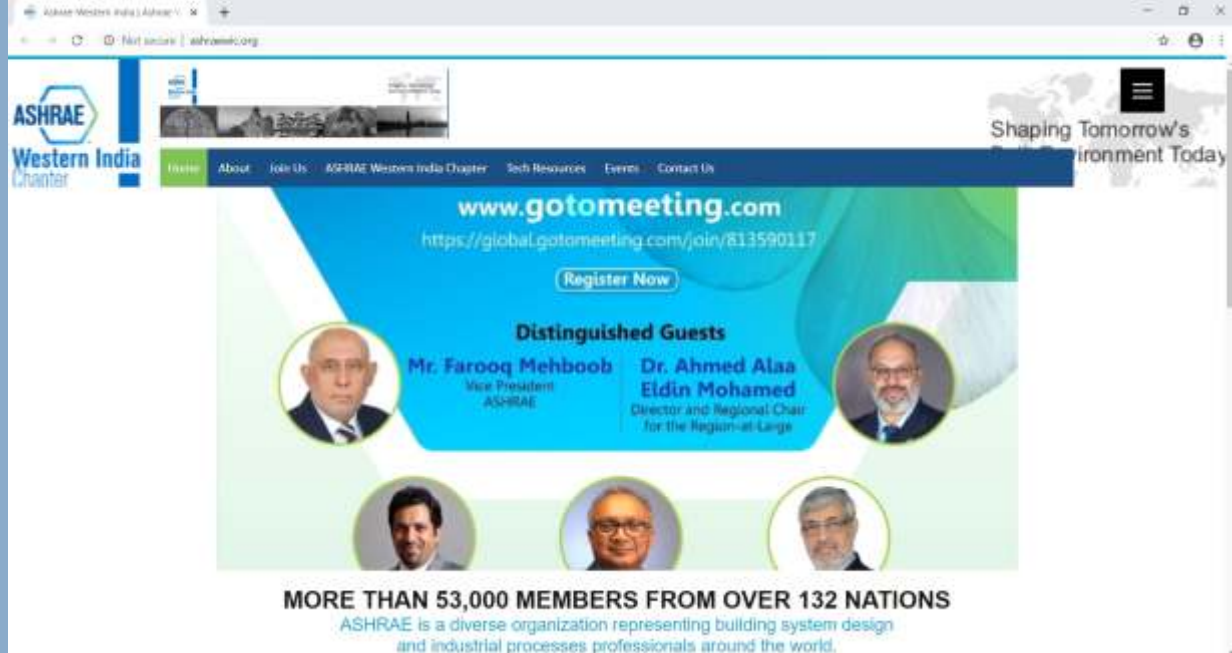 Ashrae Western India | Ashrae
Not secure | ashraewic.org
ASHRAE
Western India
Chapter
Shaping Tomorrow's
Environment Today
Home About Join Us ASHRAE Western India Chapter Tech Resources Events Contact Us
www.gotomeeting.com
https://global.gotomeeting.com/join/813590117
Register Now
Distinguished Guests
Mr. Farooq Mehboob
Vice President
ASHRAE
Dr. Ahmed Alaa
Eldin Mohamed
Director and Regional Chair
for the Region-at-Large
MORE THAN 53,000 MEMBERS FROM OVER 132 NATIONS
ASHRAE is a diverse organization representing building system design
and industrial processes professionals around the world.